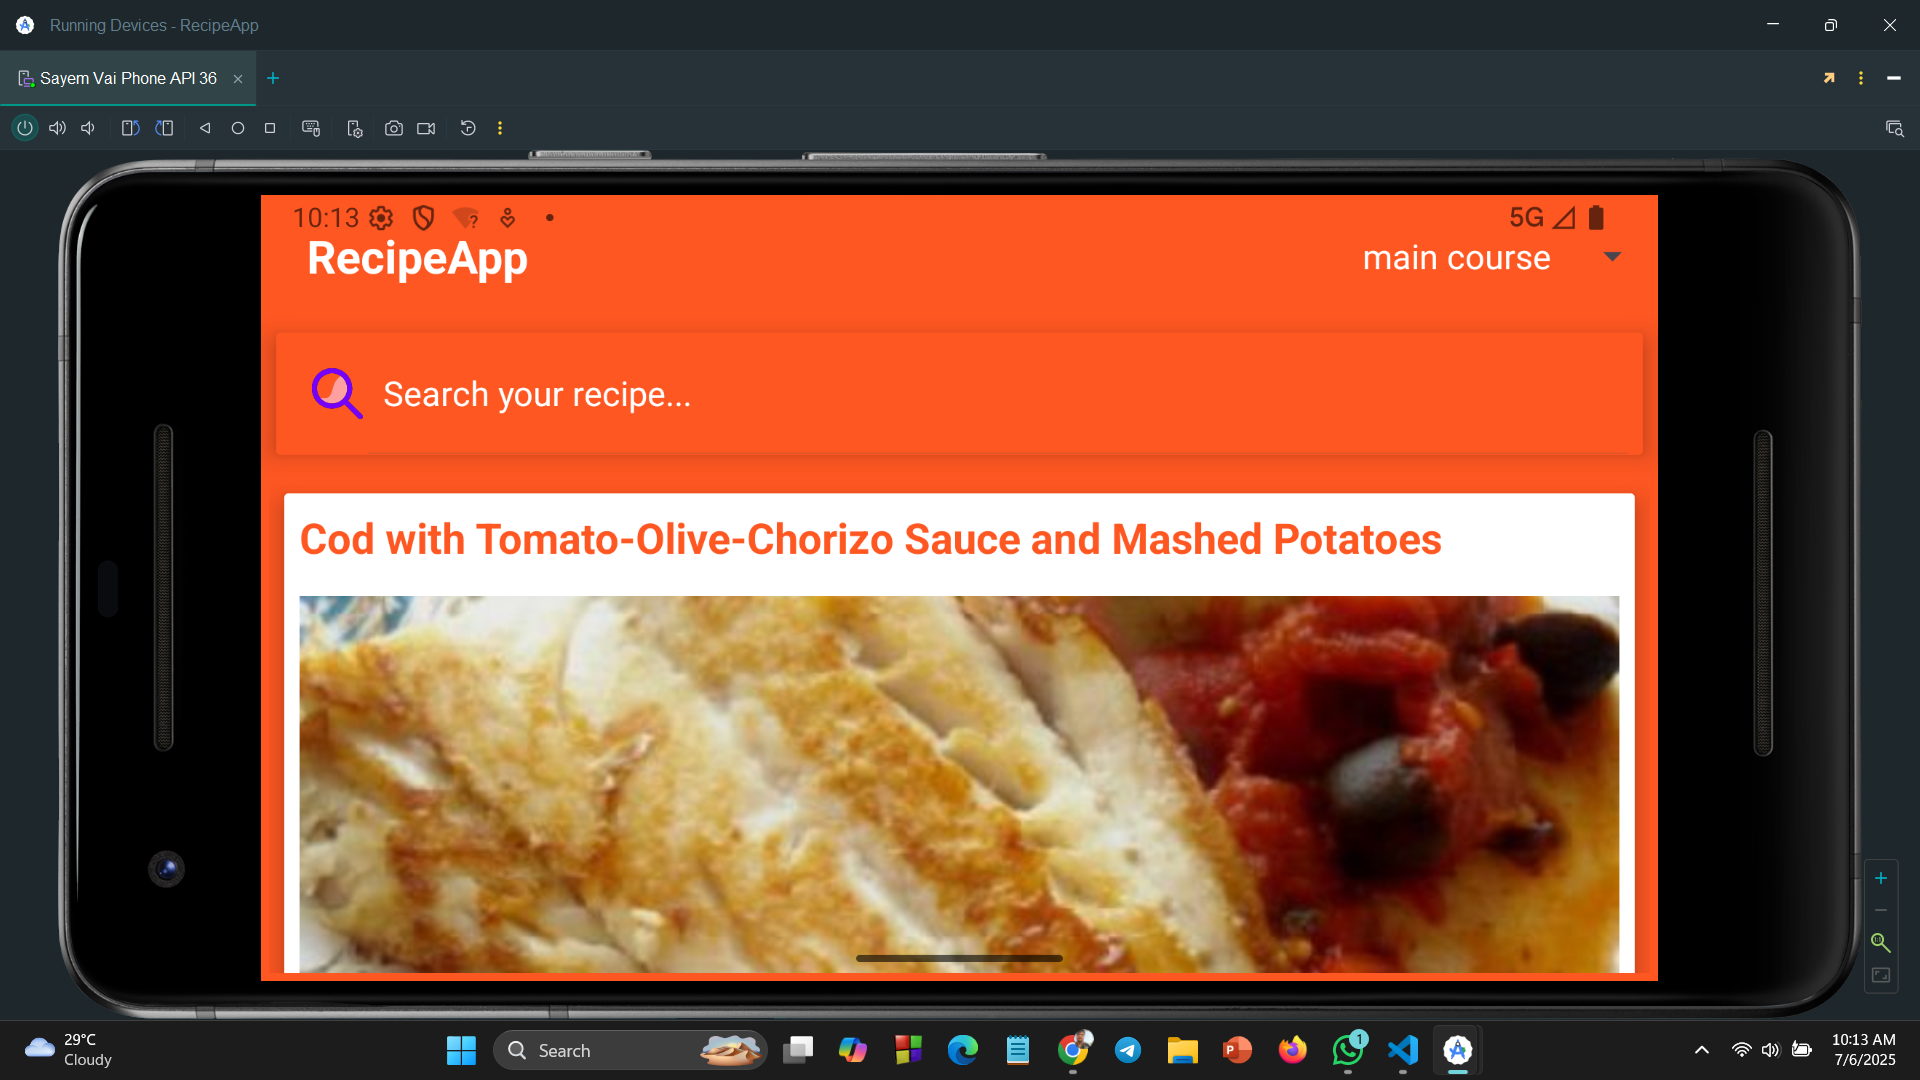 Running Devices - RecipeApp
Sayem Vai Phone API 36
10:13
5G
RecipeApp
main course
Search your recipe...
Cod with Tomato-Olive-Chorizo Sauce and Mashed Potatoes
29°C
Cloudy
Search
1
10:13 AM
7/6/2025